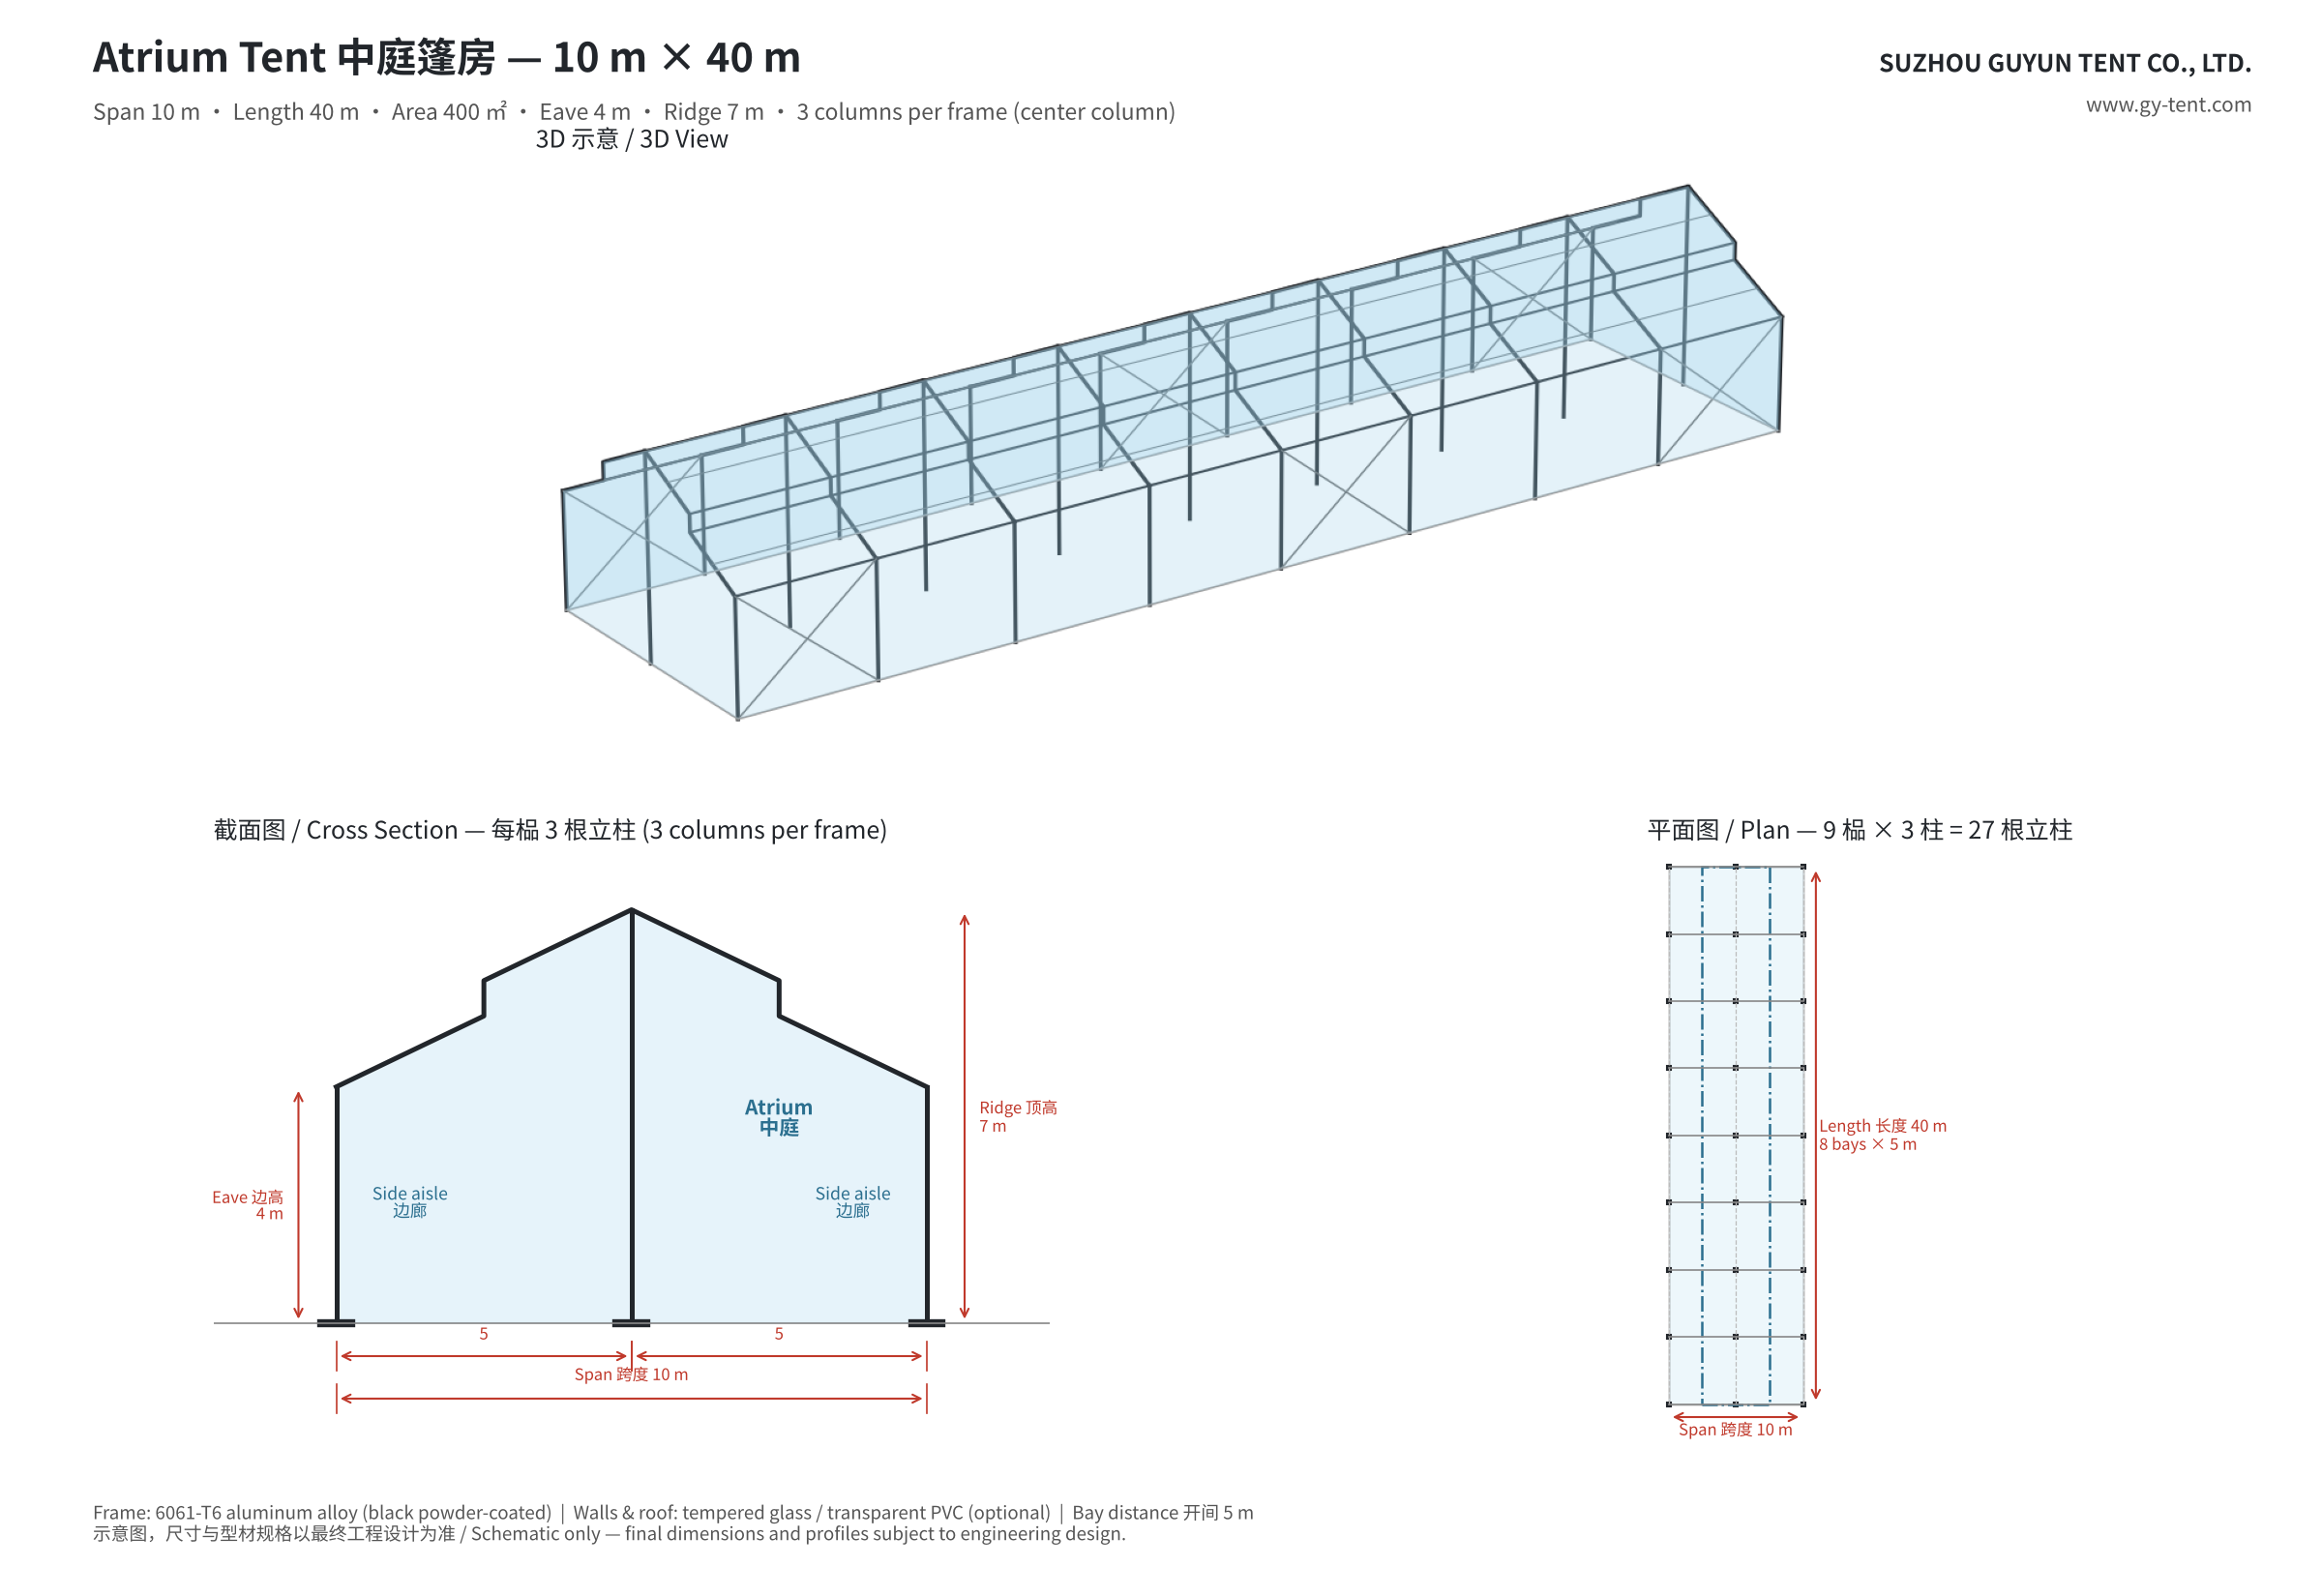 Atrium Tent 中庭篷房 — 10 m × 40 m
SUZHOU GUYUN TENT CO., LTD.
Span 10 m • Length 40 m • Area 400 ㎡ • Eave 4 m • Ridge 7 m • 3 columns per frame (center column)
www.gy-tent.com
3D 示意 / 3D View
截面图 / Cross Section — 每榀 3 根立柱 (3 columns per frame)
Atrium
中庭
Ridge 顶高
7 m
Eave 边高
4 m
Side aisle
边廊
Side aisle
边廊
5
5
Span 跨度 10 m
平面图 / Plan — 9 榀 × 3 柱 = 27 根立柱
Length 长度 40 m
8 bays × 5 m
Span 跨度 10 m
Frame: 6061-T6 aluminum alloy (black powder-coated) | Walls & roof: tempered glass / transparent PVC (optional) | Bay distance 开间 5 m
示意图，尺寸与型材规格以最终工程设计为准 / Schematic only — final dimensions and profiles subject to engineering design.